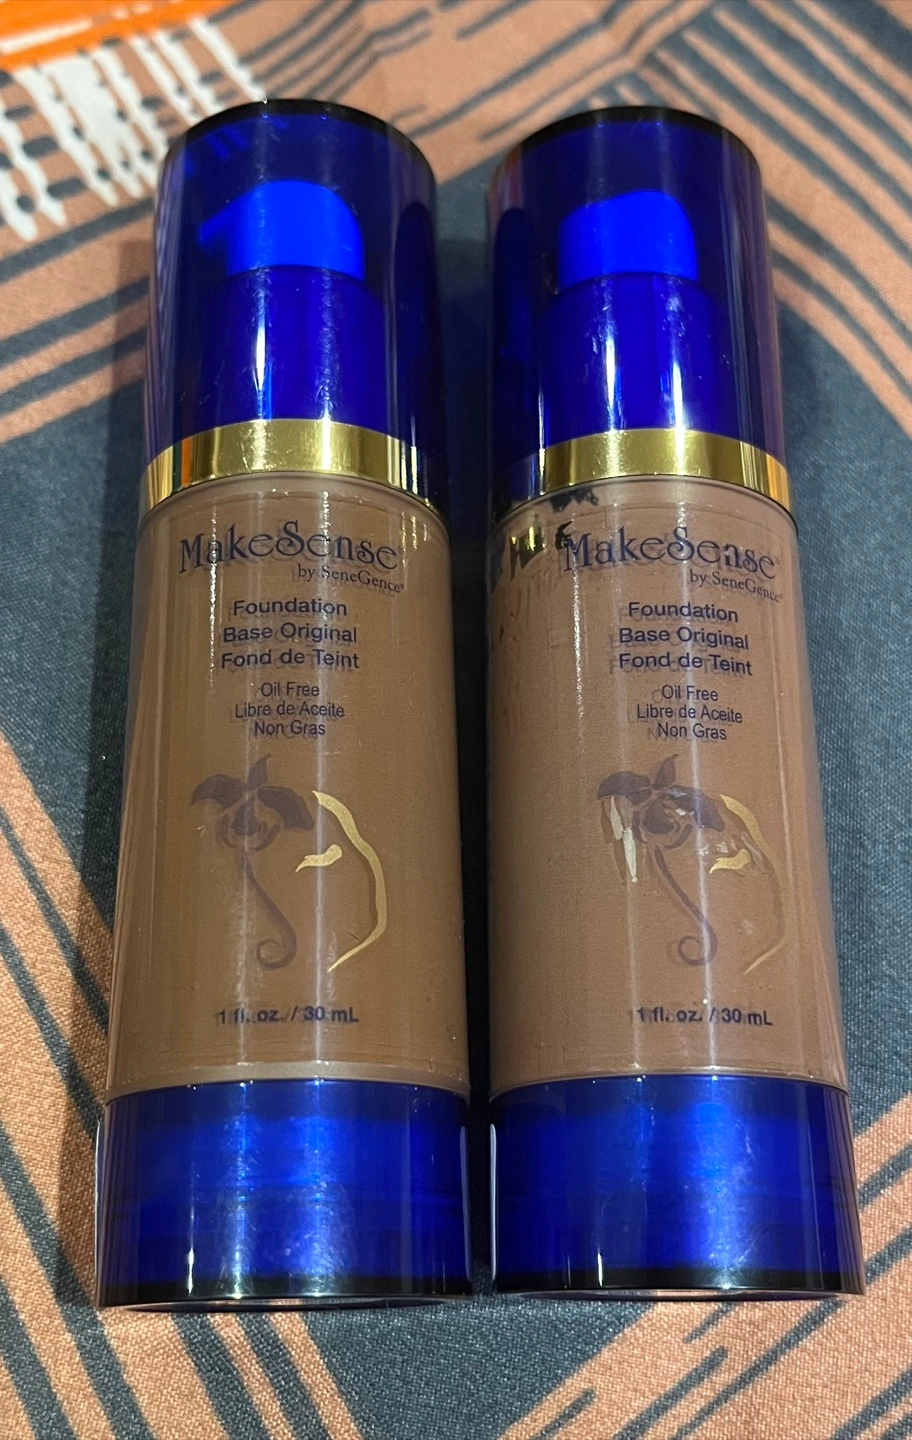 MakeSense®
by SeneGence®
Foundation
Base Original
Fond de Teint
Oil Free
Libre de Aceite
Non Gras
1 fl. oz. / 30 mL
MakeSense®
by SeneGence®
Foundation
Base Original
Fond de Teint
Oil Free
Libre de Aceite
Non Gras
1 fl. oz. / 30 mL